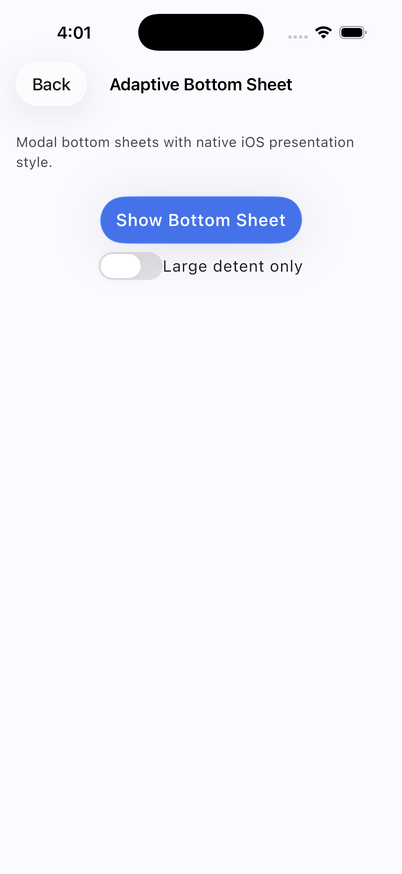 4:01
Back
Adaptive Bottom Sheet
Modal bottom sheets with native iOS presentation
style.
Show Bottom Sheet
Large detent only